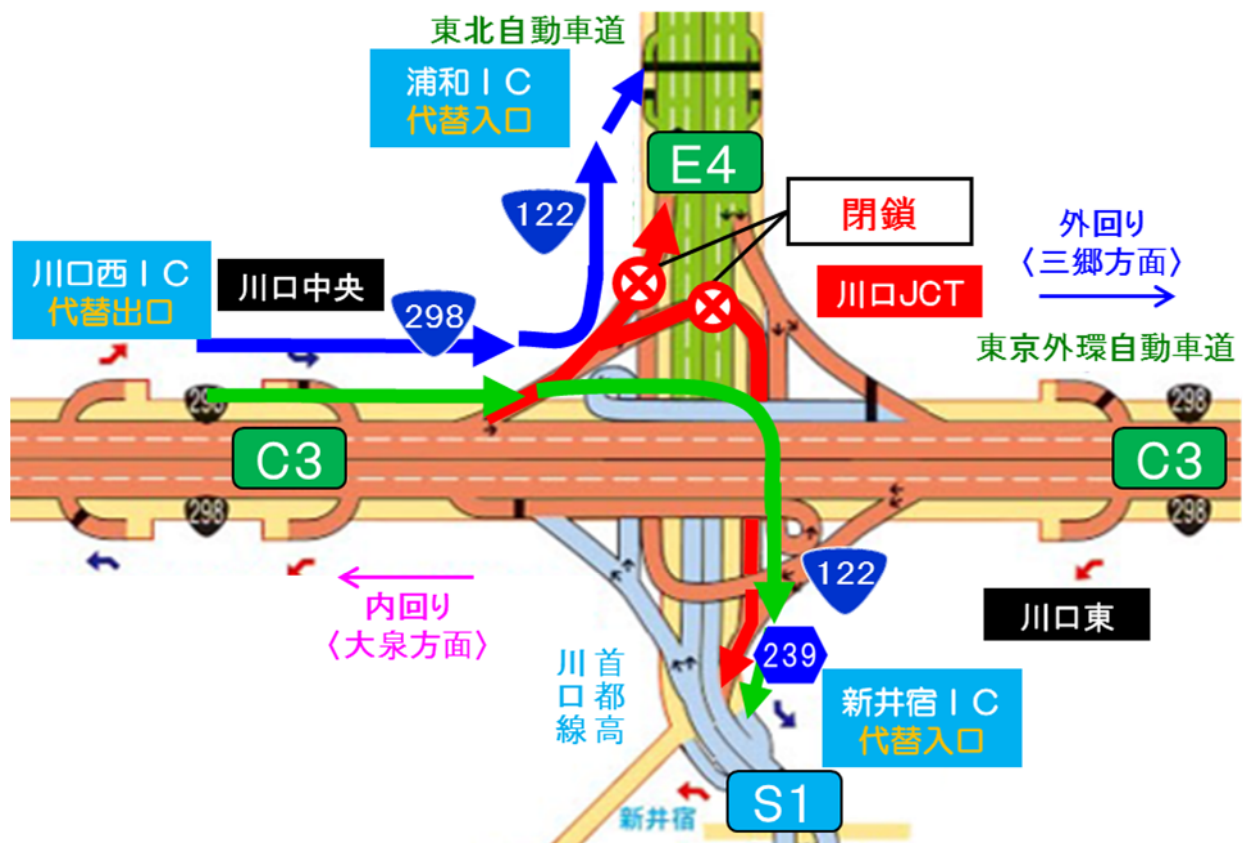 東北自動車道
浦和IC
代替入口
E4
122
閉鎖
外回り
〈三郷方面〉
川口西IC
代替出口
川口中央
298
川口JCT
東京外環自動車道
298
298
C3
C3
298
298
内回り
〈大泉方面〉
122
川口東
239
首都高
川口線
新井宿IC
代替入口
S1
新井宿